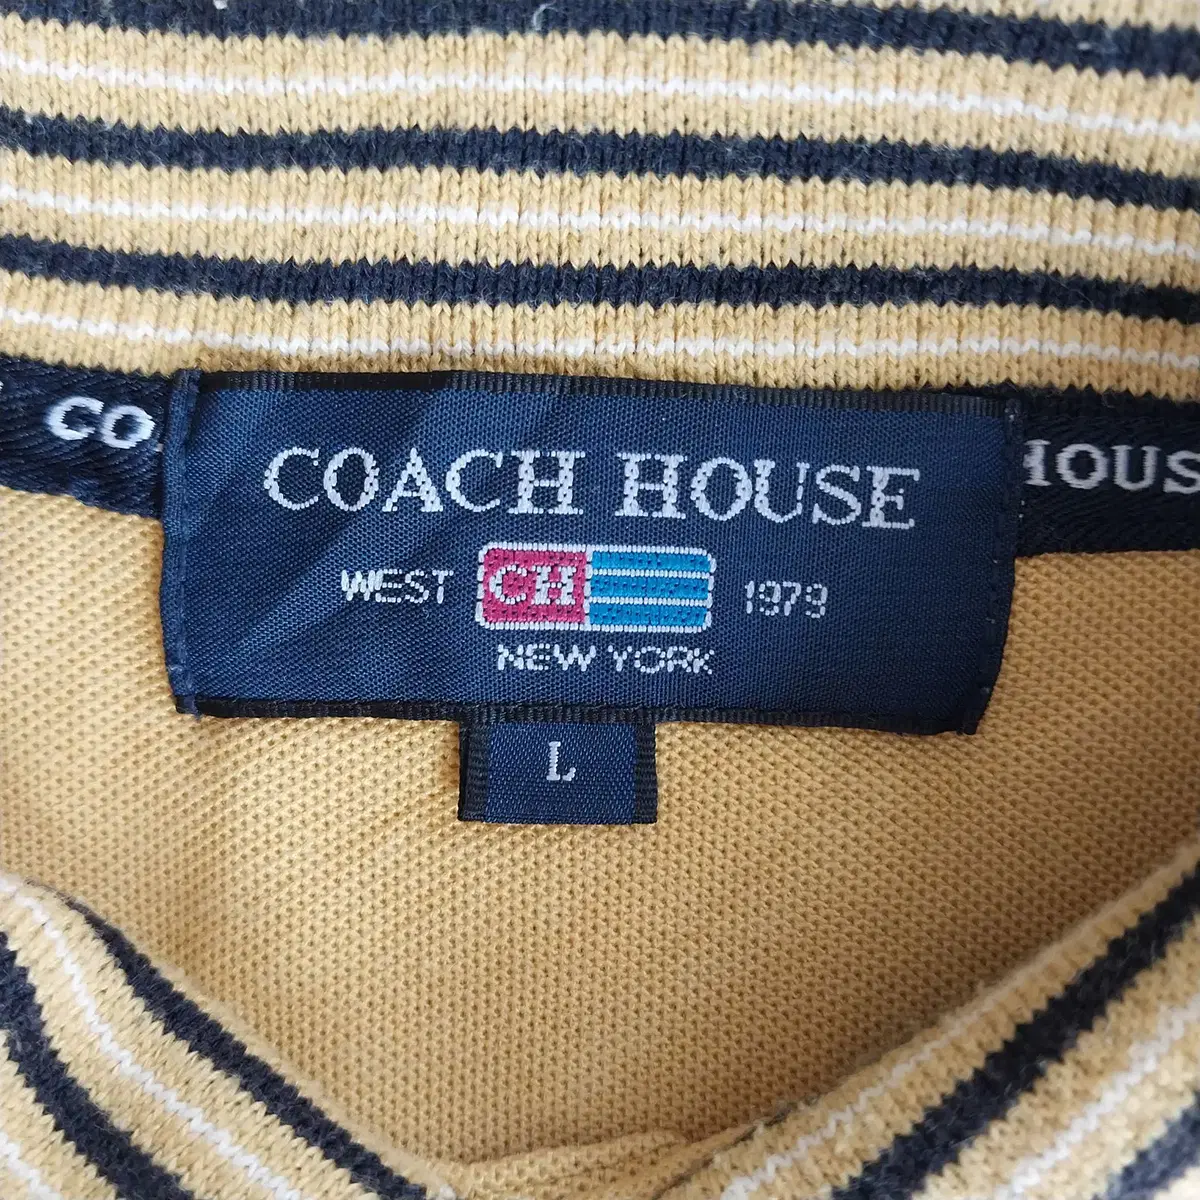 CO
COACH HOUSE
HOUS
WEST CH 1979
NEW YORK
L